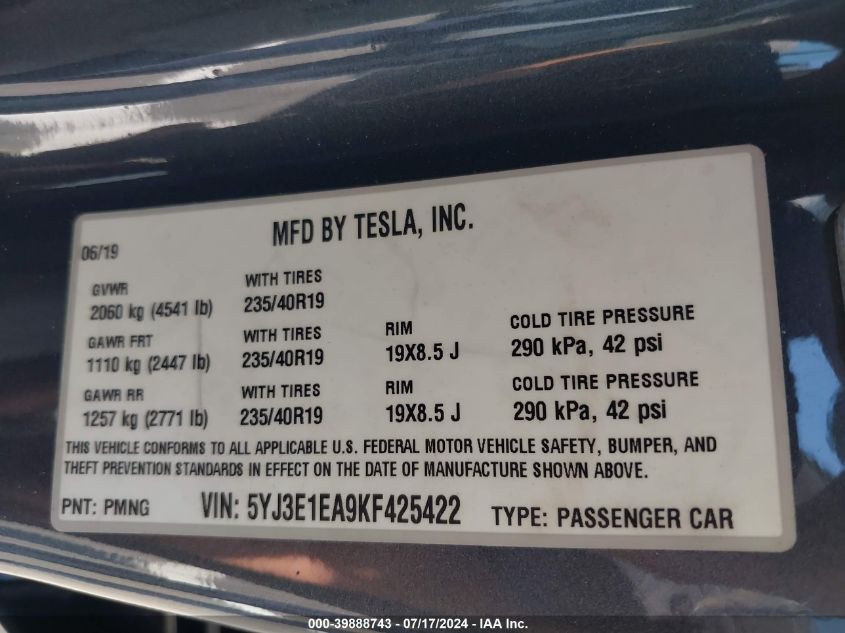 MFD BY TESLA, INC.
06/19
GVWR
2060 kg (4541 lb)
WITH TIRES
235/40R19
GAWR FRT
1110 kg (2447 lb)
WITH TIRES
235/40R19
RIM
19X8.5 J
COLD TIRE PRESSURE
290 kPa, 42 psi
GAWR RR
1257 kg (2771 lb)
WITH TIRES
235/40R19
RIM
19X8.5 J
COLD TIRE PRESSURE
290 kPa, 42 psi
THIS VEHICLE CONFORMS TO ALL APPLICABLE U.S. FEDERAL MOTOR VEHICLE SAFETY, BUMPER, AND
THEFT PREVENTION STANDARDS IN EFFECT ON THE DATE OF MANUFACTURE SHOWN ABOVE.
PNT: PMNG VIN: 5YJ3E1EA9KF425422 TYPE: PASSENGER CAR
000-39888743 / 07/17/2024 - IAA Inc.